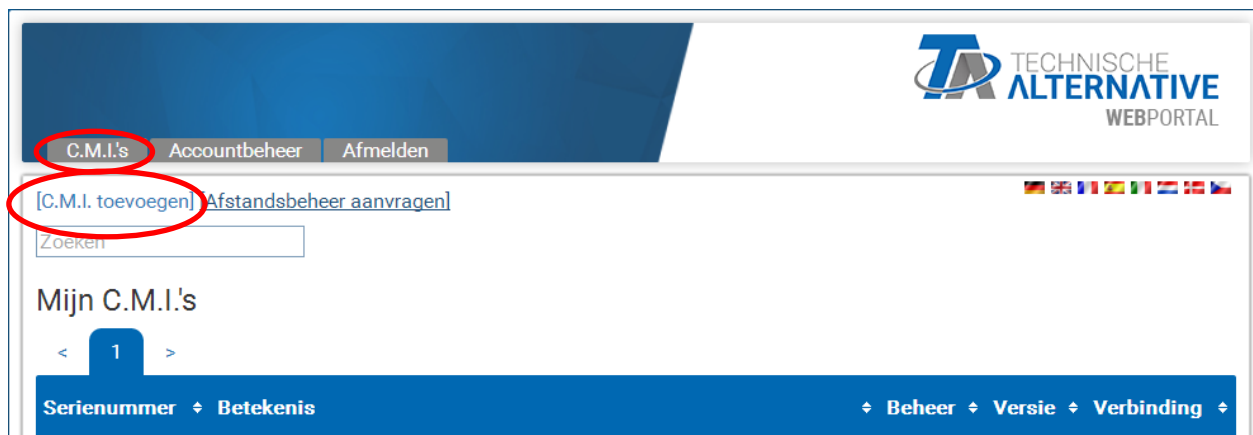 TECHNISCHE
ALTERNATIVE
WEBPORTAL
C.M.I.'s Accountbeheer Afmelden
[C.M.I. toevoegen] [Afstandsbeheer aanvragen]
Zoeken
Mijn C.M.I.'s
< 1 >
Serienummer Betekenis Beheer Versie Verbinding